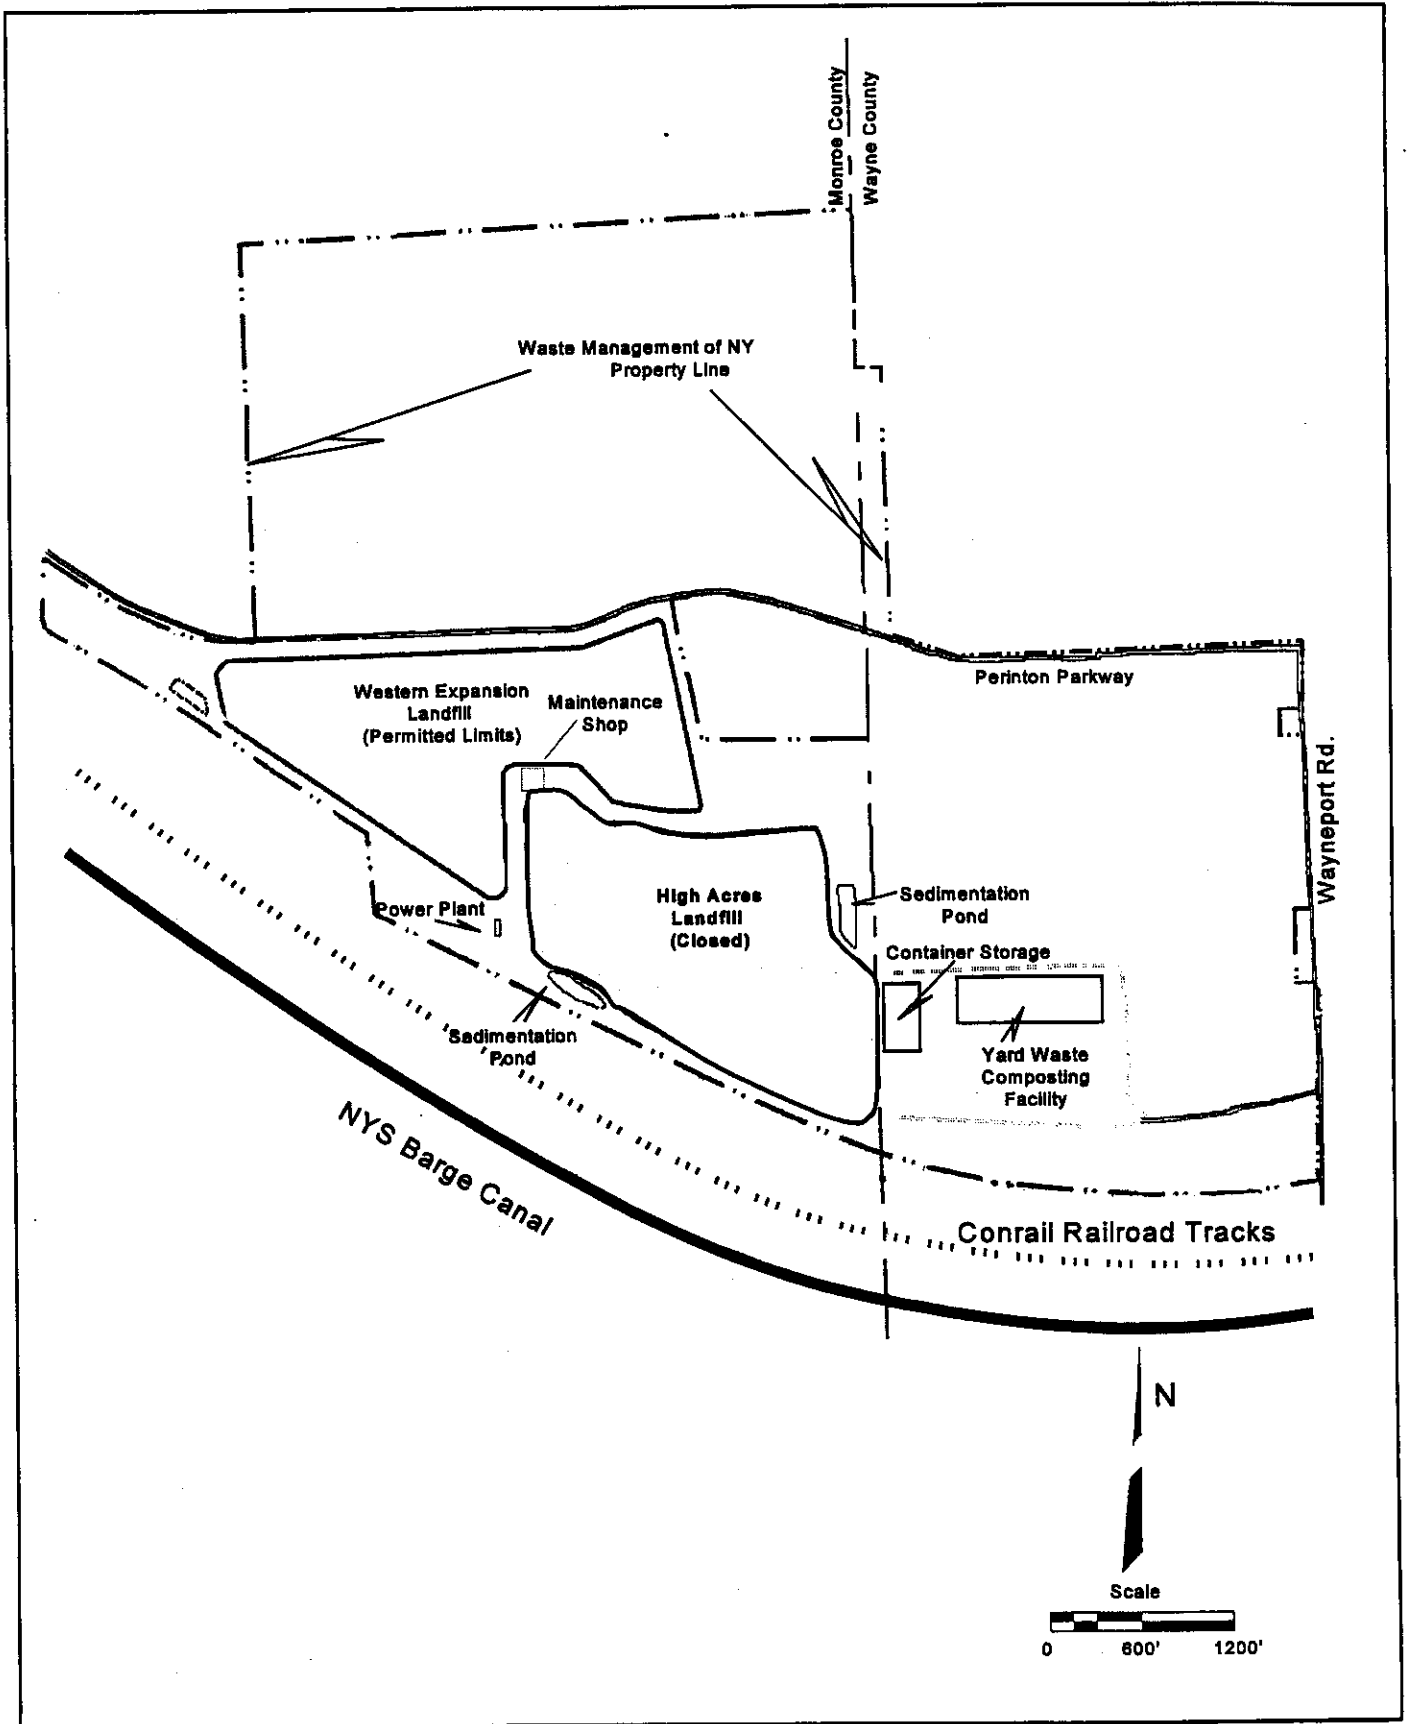 Monroe County
Wayne County
Waste Management of NY
Property Line
Perinton Parkway
Western Expansion
Landfill
(Permitted Limits)
Maintenance
Shop
Wayneport Rd.
High Acres
Landfill
(Closed)
Sedimentation
Pond
Power Plant
Container Storage
Sedimentation
Pond
Yard Waste
Composting
Facility
NYS Barge Canal
Conrail Railroad Tracks
N
Scale
0 600' 1200'